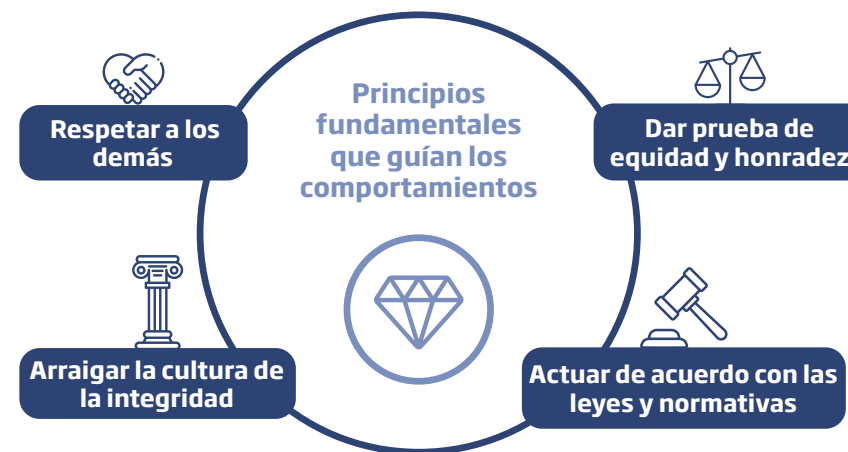 Principios
fundamentales
que guían los
comportamientos
Respetar a los
demás
Dar prueba de
equidad y honradez
Arraigar la cultura de
la integridad
Actuar de acuerdo con las
leyes y normativas